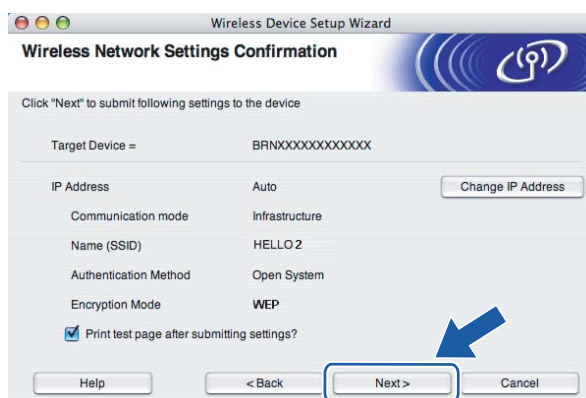 Wireless Device Setup Wizard
Wireless Network Settings Confirmation
Click "Next" to submit following settings to the device
Target Device = BRNXXXXXXXXXXXX
IP Address Auto Change IP Address
Communication mode Infrastructure
Name (SSID) HELLO2
Authentication Method Open System
Encryption Mode WEP
Print test page after submitting settings?
Help < Back Next > Cancel